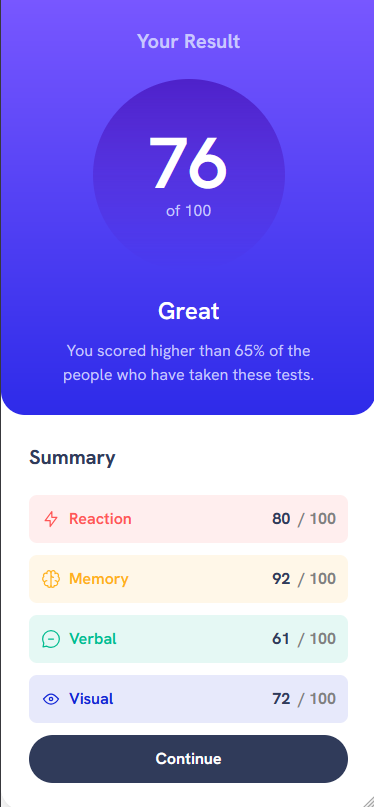 Your Result
76
of 100
Great
You scored higher than 65% of the
people who have taken these tests.
Summary
Reaction 80 / 100
Memory 92 / 100
Verbal 61 / 100
Visual 72 / 100
Continue